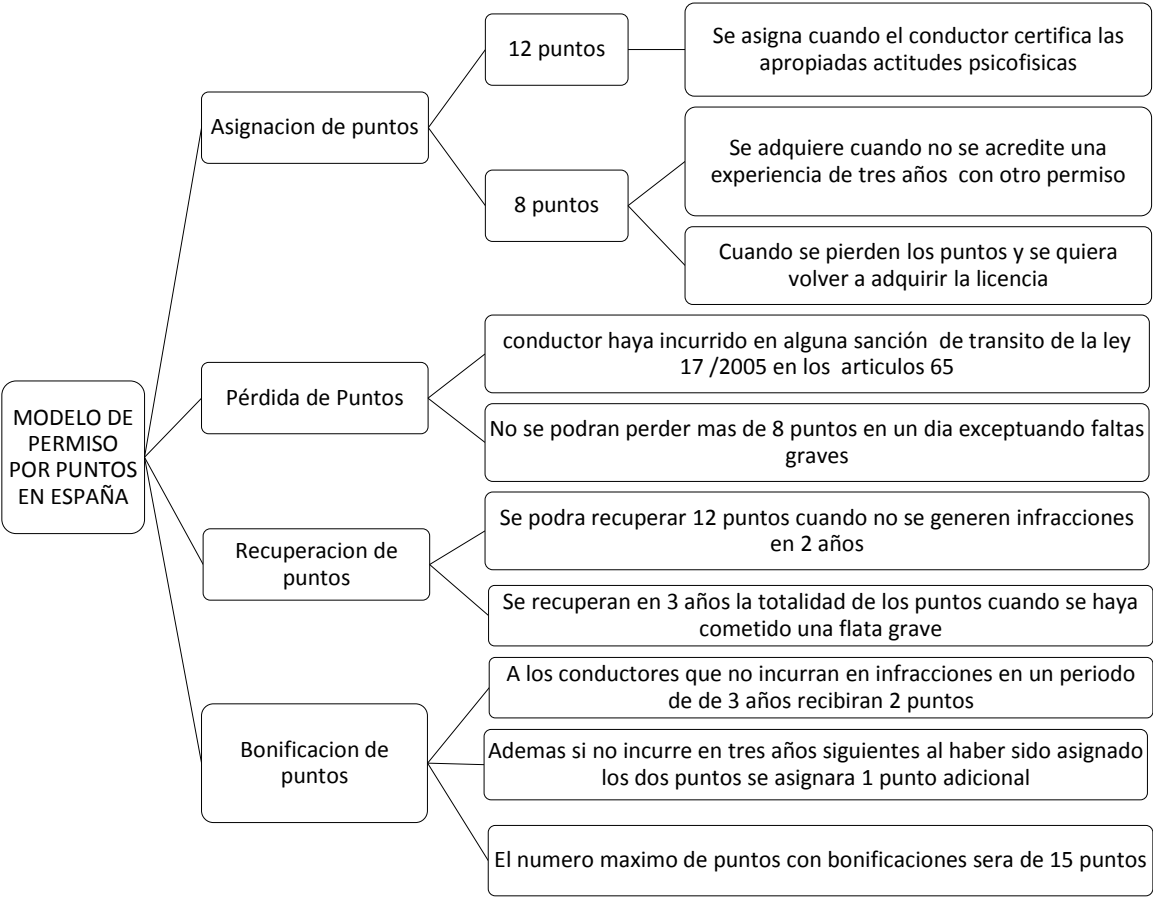 MODELO DE
PERMISO
POR PUNTOS
EN ESPAÑA
Asignacion de puntos
12 puntos
Se asigna cuando el conductor certifica las
apropiadas actitudes psicofisicas
8 puntos
Se adquiere cuando no se acredite una
experiencia de tres años con otro permiso
Cuando se pierden los puntos y se quiera
volver a adquirir la licencia
Pérdida de Puntos
conductor haya incurrido en alguna sanción de transito de la ley
17 /2005 en los articulos 65
No se podran perder mas de 8 puntos en un dia exceptuando faltas
graves
Recuperacion de
puntos
Se podra recuperar 12 puntos cuando no se generen infracciones
en 2 años
Se recuperan en 3 años la totalidad de los puntos cuando se haya
cometido una flata grave
Bonificacion de
puntos
A los conductores que no incurran en infracciones en un periodo
de de 3 años recibiran 2 puntos
Ademas si no incurre en tres años siguientes al haber sido asignado
los dos puntos se asignara 1 punto adicional
El numero maximo de puntos con bonificaciones sera de 15 puntos